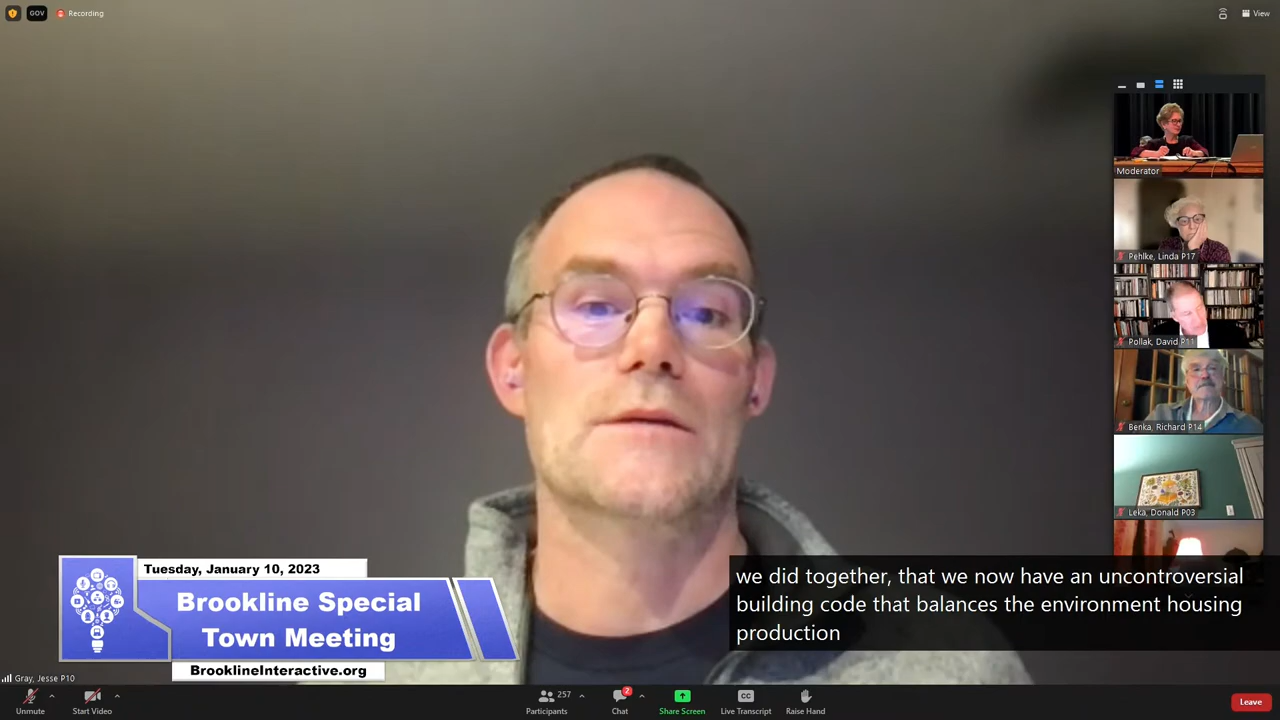 GOV
Recording
View
Moderator
Pehlke, Linda P17
Pollak, David P11
Benka, Richard P14
Leka, Donald P03
Tuesday, January 10, 2023
Brookline Special
Town Meeting
BrooklineInteractive.org
we did together, that we now have an uncontroversial
building code that balances the environment housing
production
Gray, Jesse P10
Unmute
Start Video
257
Participants
2
Chat
Share Screen
CC
Live Transcript
Raise Hand
Leave